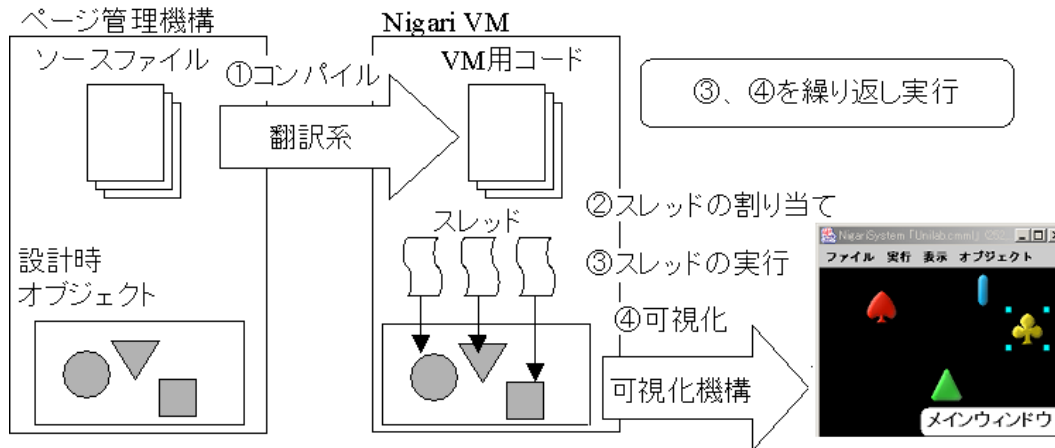 ページ管理機構
ソースファイル
設計時
オブジェクト
①コンパイル
翻訳系
Nigari VM
VM用コード
スレッド
③、④を繰り返し実行
②スレッドの割り当て
③スレッドの実行
④可視化
可視化機構
NigariSystem「Unilab.cmml」
ファイル 実行 表示 オブジェクト
メインウィンドウ